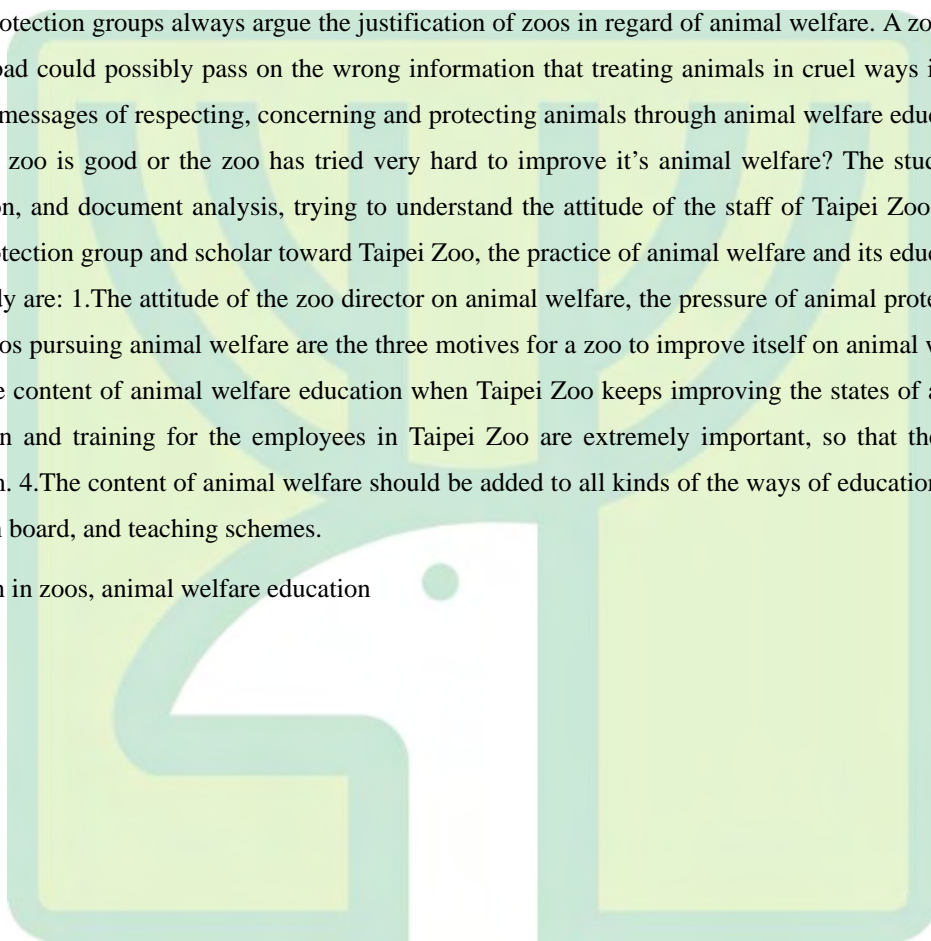 otection groups always argue the justification of zoos in regard of animal welfare. A zo
oad could possibly pass on the wrong information that treating animals in cruel ways i
messages of respecting, concerning and protecting animals through animal welfare educ
zoo is good or the zoo has tried very hard to improve it's animal welfare? The stud
on, and document analysis, trying to understand the attitude of the staff of Taipei Zoo
otection group and scholar toward Taipei Zoo, the practice of animal welfare and its educ
dy are: 1.The attitude of the zoo director on animal welfare, the pressure of animal prote
os pursuing animal welfare are the three motives for a zoo to improve itself on animal w
e content of animal welfare education when Taipei Zoo keeps improving the states of a
n and training for the employees in Taipei Zoo are extremely important, so that the
n. 4.The content of animal welfare should be added to all kinds of the ways of education
n board, and teaching schemes.
n in zoos, animal welfare education